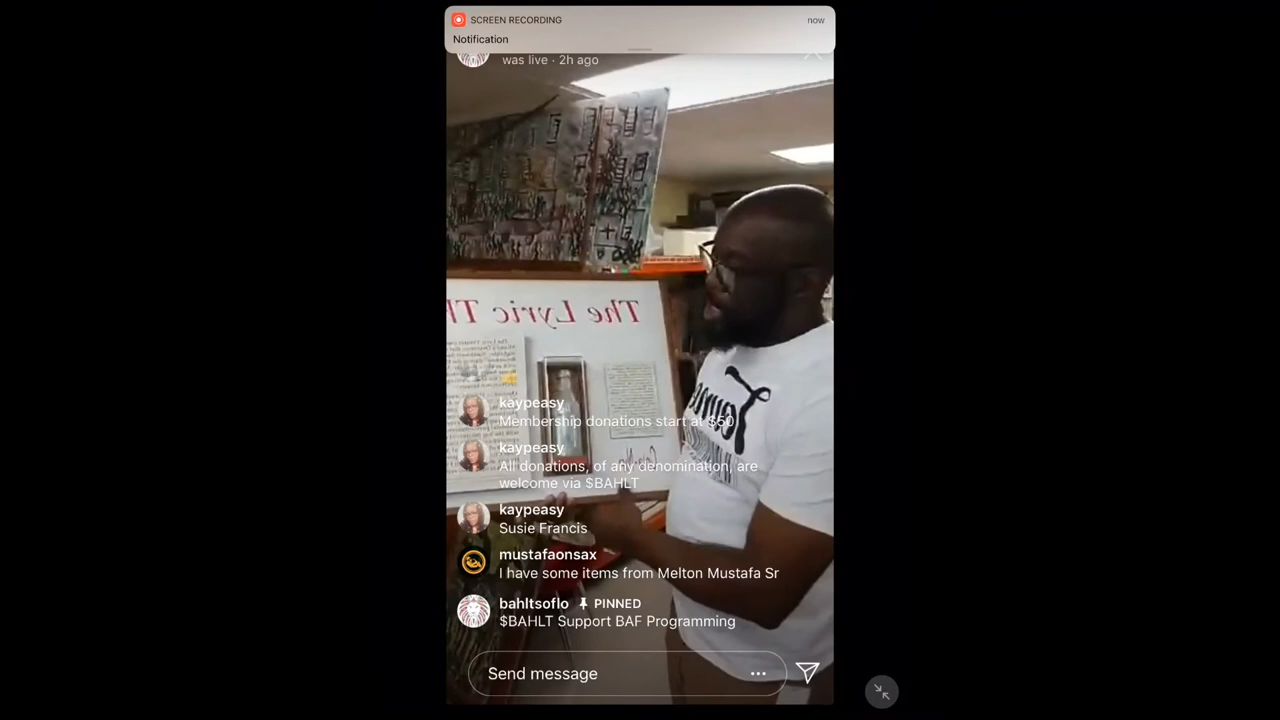 SCREEN RECORDING
now
Notification
was live · 2h ago
The Lyric Th
kaypeasy
Membership donations start at $50
kaypeasy
All donations, of any denomination, are
welcome via $BAHLT
kaypeasy
Susie Francis
mustafaonsax
I have some items from Melton Mustafa Sr
bahltsoflo PINNED
$BAHLT Support BAF Programming
Send message